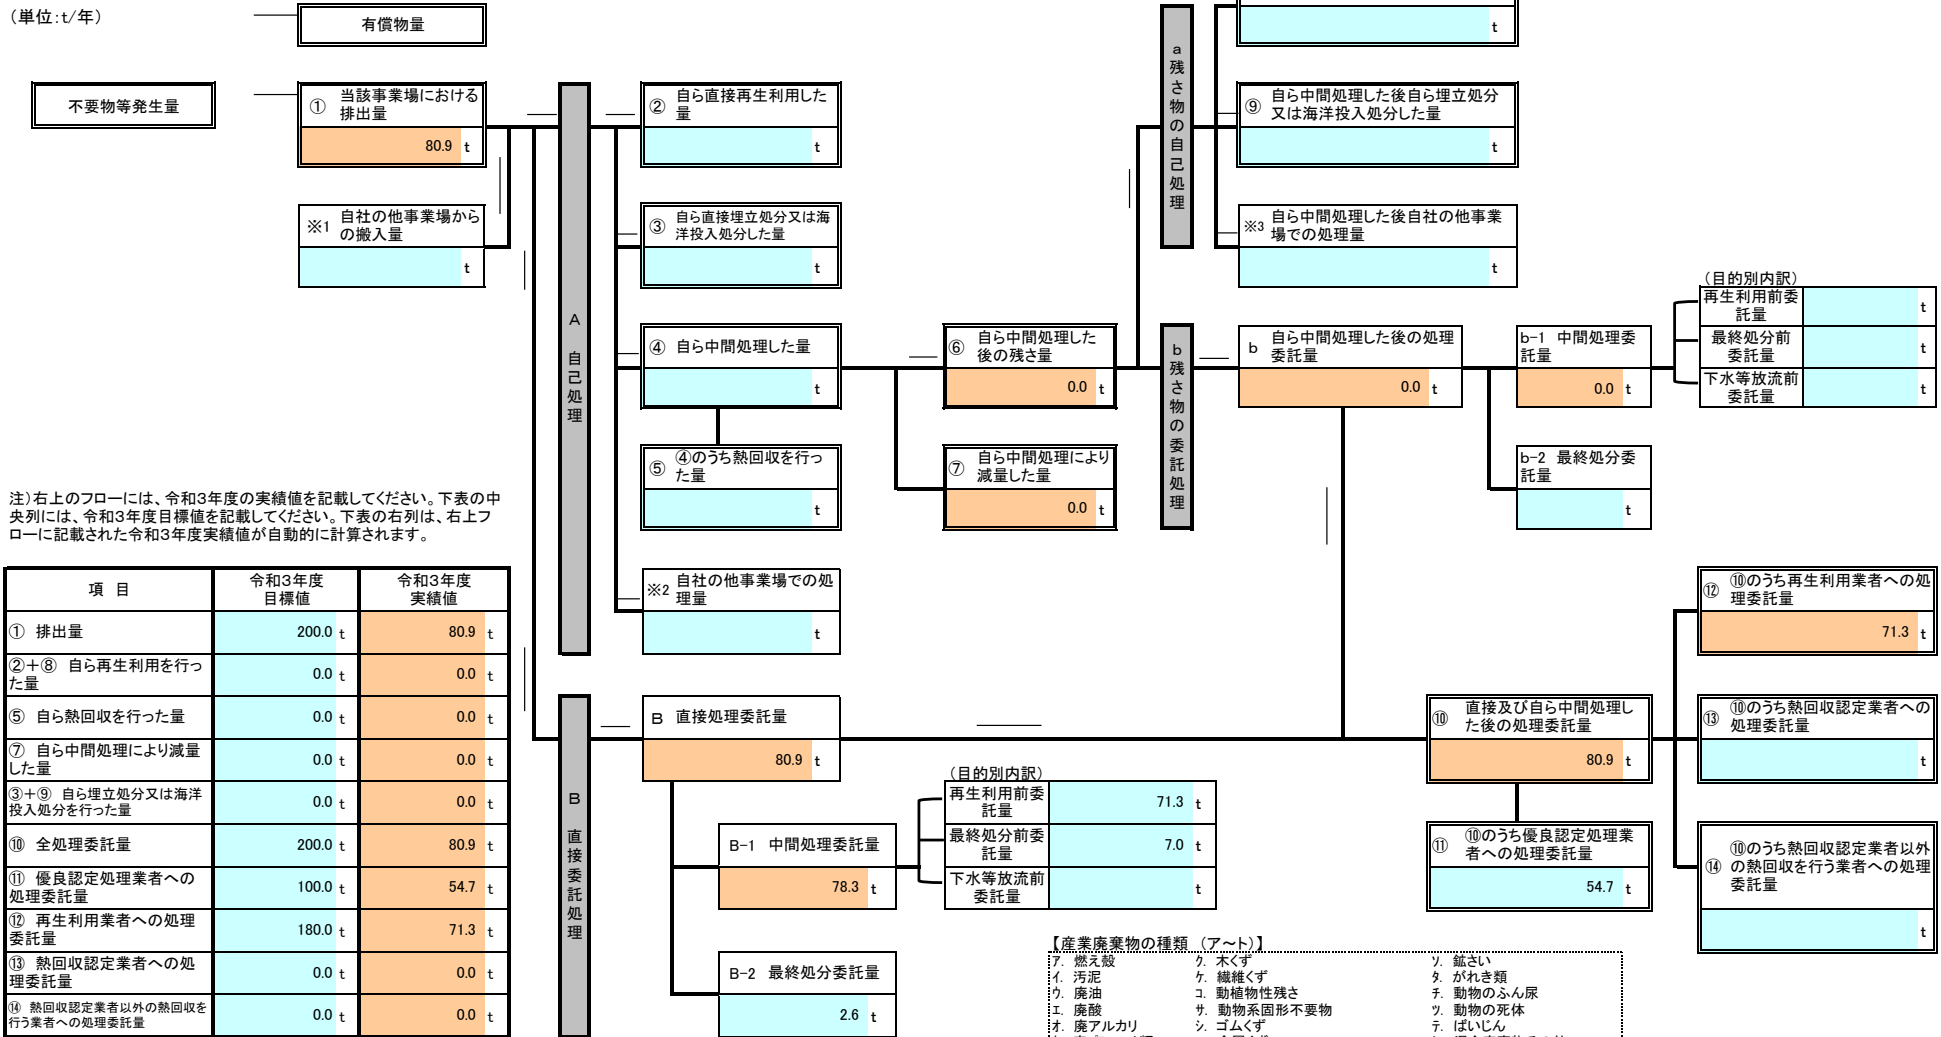 （単位：t/年）
有償物量
t
不要物等発生量
① 当該事業場における
排出量
80.9 t
※1 自社の他事業場から
の搬入量
t
A 自己処理
② 自ら直接再生利用した
量
t
③ 自ら直接埋立処分又は海
洋投入処分した量
t
④ 自ら中間処理した量
t
⑤ ④のうち熱回収を行っ
た量
t
※2 自社の他事業場での処
理量
t
⑥ 自ら中間処理した
後の残さ量
0.0 t
⑦ 自ら中間処理により
減量した量
0.0 t
a 残さ物の自己処理
⑨ 自ら中間処理した後自ら埋立処分
又は海洋投入処分した量
t
※3 自ら中間処理した後自社の他事業
場での処理量
t
b 残さ物の委託処理
b 自ら中間処理した後の処理
委託量
0.0 t
b-1 中間処理委
託量
0.0 t
b-2 最終処分委
託量
t
（目的別内訳）
再生利用前委
託量
t
最終処分前
委託量
t
下水等放流前
委託量
t
注）右上のフローには、令和3年度の実績値を記載してください。下表の中
央列には、令和3年度目標値を記載してください。下表の右列は、右上フ
ローに記載された令和3年度実績値が自動的に計算されます。
項 目 令和3年度
目標値 令和3年度
実績値
① 排出量 200.0 t 80.9 t
②＋⑧ 自ら再生利用を行っ
た量 0.0 t 0.0 t
⑤ 自ら熱回収を行った量 0.0 t 0.0 t
⑦ 自ら中間処理により減量
した量 0.0 t 0.0 t
③＋⑨ 自ら埋立処分又は海洋
投入処分を行った量 0.0 t 0.0 t
⑩ 全処理委託量 200.0 t 80.9 t
⑪ 優良認定処理業者への
処理委託量 100.0 t 54.7 t
⑫ 再生利用業者への処理
委託量 180.0 t 71.3 t
⑬ 熱回収認定業者への処
理委託量 0.0 t 0.0 t
⑭ 熱回収認定業者以外の熱回収を
行う業者への処理委託量 0.0 t 0.0 t
B 直接委託処理
B 直接処理委託量
80.9 t
B-1 中間処理委託量
78.3 t
B-2 最終処分委託量
2.6 t
（目的別内訳）
再生利用前委
託量
71.3 t
最終処分前委
託量
7.0 t
下水等放流前
委託量
t
⑩ 直接及び自ら中間処理し
た後の処理委託量
80.9 t
⑪ ⑩のうち優良認定処理業
者への処理委託量
54.7 t
⑫ ⑩のうち再生利用業者への処
理委託量
71.3 t
⑬ ⑩のうち熱回収認定業者への
処理委託量
t
⑭ ⑩のうち熱回収認定業者以外
の熱回収を行う業者への処理
委託量
t
【産業廃棄物の種類 （ア～ト）】
ア. 燃え殻 ク. 木くず ソ. 鉱さい
イ. 汚泥 ケ. 繊維くず タ. がれき類
ウ. 廃油 コ. 動植物性残さ チ. 動物のふん尿
エ. 廃酸 サ. 動物系固形不要物 ツ. 動物の死体
オ. 廃アルカリ シ. ゴムくず テ. ばいじん